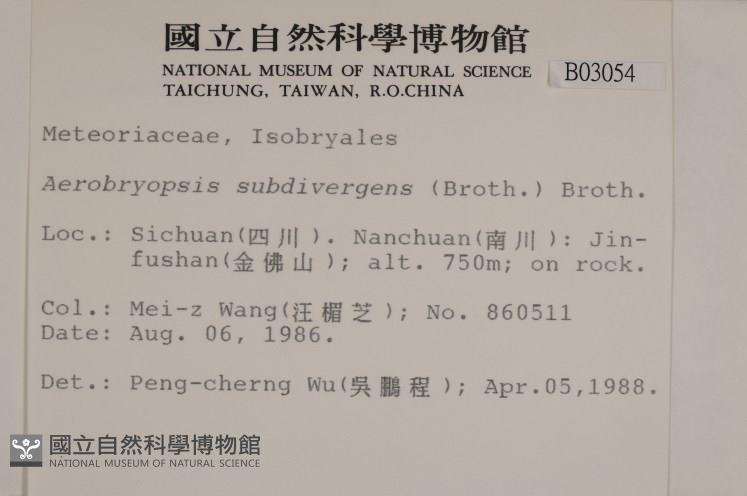 國立自然科學博物館
NATIONAL MUSEUM OF NATURAL SCIENCE
TAICHUNG, TAIWAN, R.O.CHINA
B03054
Meteoriaceae, Isobryales
Aerobryopsis subdivergens (Broth.) Broth.
Loc.: Sichuan(四川). Nanchuan(南川): Jin-
fushan(金佛山); alt. 750m; on rock.
Col.: Mei-z Wang(汪楣芝); No. 860511
Date: Aug. 06, 1986.
Det.: Peng-cherng Wu(吳鵬程); Apr.05,1988.
國立自然科學博物館
NATIONAL MUSEUM OF NATURAL SCIENCE